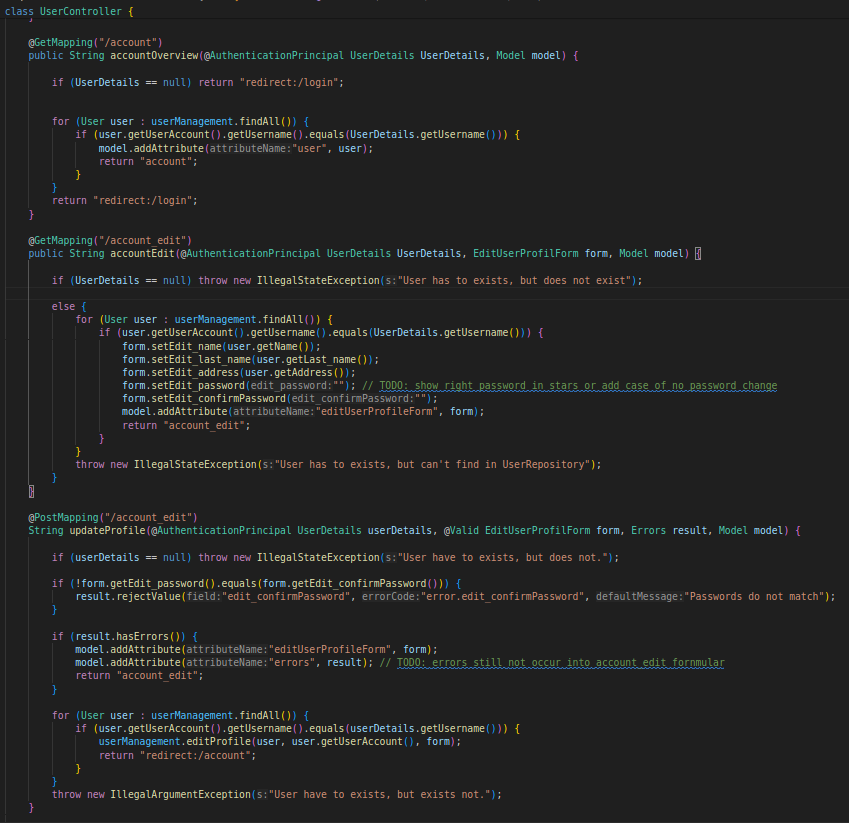 class UserController {
}
@GetMapping("/account")
public String accountOverview(@AuthenticationPrincipal UserDetails UserDetails, Model model) {
if (UserDetails == null) return "redirect:/login";
for (User user : userManagement.findAll()) {
if (user.getUserAccount().getUsername().equals(UserDetails.getUsername())) {
model.addAttribute(attributeName:"user", user);
return "account";
}
}
return "redirect:/login";
}
@GetMapping("/account_edit")
public String accountEdit(@AuthenticationPrincipal UserDetails UserDetails, EditUserProfilForm form, Model model) {
if (UserDetails == null) throw new IllegalStateException(s:"User has to exists, but does not exist");
else {
for (User user : userManagement.findAll()) {
if (user.getUserAccount().getUsername().equals(UserDetails.getUsername())) {
form.setEdit_name(user.getName());
form.setEdit_last_name(user.getLast_name());
form.setEdit_address(user.getAddress());
form.setEdit_password(edit_password:""); // TODO: show right password in stars or add case of no password change
form.setEdit_confirmPassword(edit_confirmPassword:"");
model.addAttribute(attributeName:"editUserProfileForm", form);
return "account_edit";
}
}
throw new IllegalStateException(s:"User has to exists, but can't find in UserRepository");
}
}
@PostMapping("/account_edit")
String updateProfile(@AuthenticationPrincipal UserDetails userDetails, @Valid EditUserProfilForm form, Errors result, Model model) {
if (userDetails == null) throw new IllegalStateException(s:"User have to exists, but does not.");
if (!form.getEdit_password().equals(form.getEdit_confirmPassword())) {
result.rejectValue(field:"edit_confirmPassword", errorCode:"error.edit_confirmPassword", defaultMessage:"Passwords do not match");
}
if (result.hasErrors()) {
model.addAttribute(attributeName:"editUserProfileForm", form);
model.addAttribute(attributeName:"errors", result); // TODO: errors still not occur into account_edit fornmular
return "account_edit";
}
for (User user : userManagement.findAll()) {
if (user.getUserAccount().getUsername().equals(userDetails.getUsername())) {
userManagement.editProfile(user, user.getUserAccount(), form);
return "redirect:/account";
}
}
throw new IllegalArgumentException(s:"User have to exists, but exists not.");
}